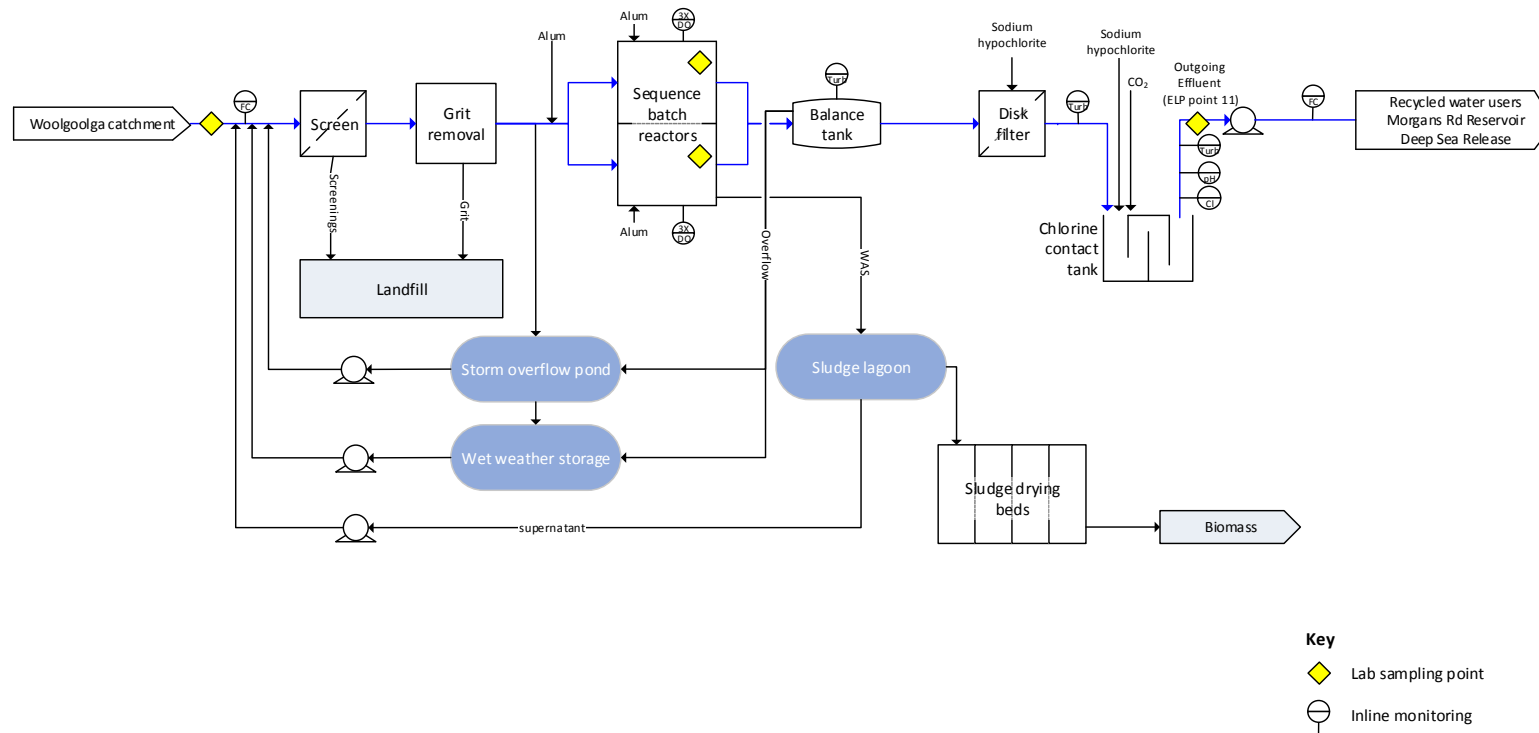 Woolgoolga catchment
FC
Screen
Grit
removal
Alum
Alum
3X
DO
Sequence
batch
reactors
Alum
3X
DO
Turb
Balance
tank
Sodium
hypochlorite
Disk
filter
Turb
Sodium
hypochlorite
CO₂
Outgoing
Effluent
(ELP point 11)
Turb
pH
Cl
FC
Recycled water users
Morgans Rd Reservoir
Deep Sea Release
Chlorine
contact
tank
Screenings
Grit
Landfill
Overflow
WAS
Storm overflow pond
Sludge lagoon
Wet weather storage
Sludge drying
beds
supernatant
Biomass
Key
Lab sampling point
Inline monitoring